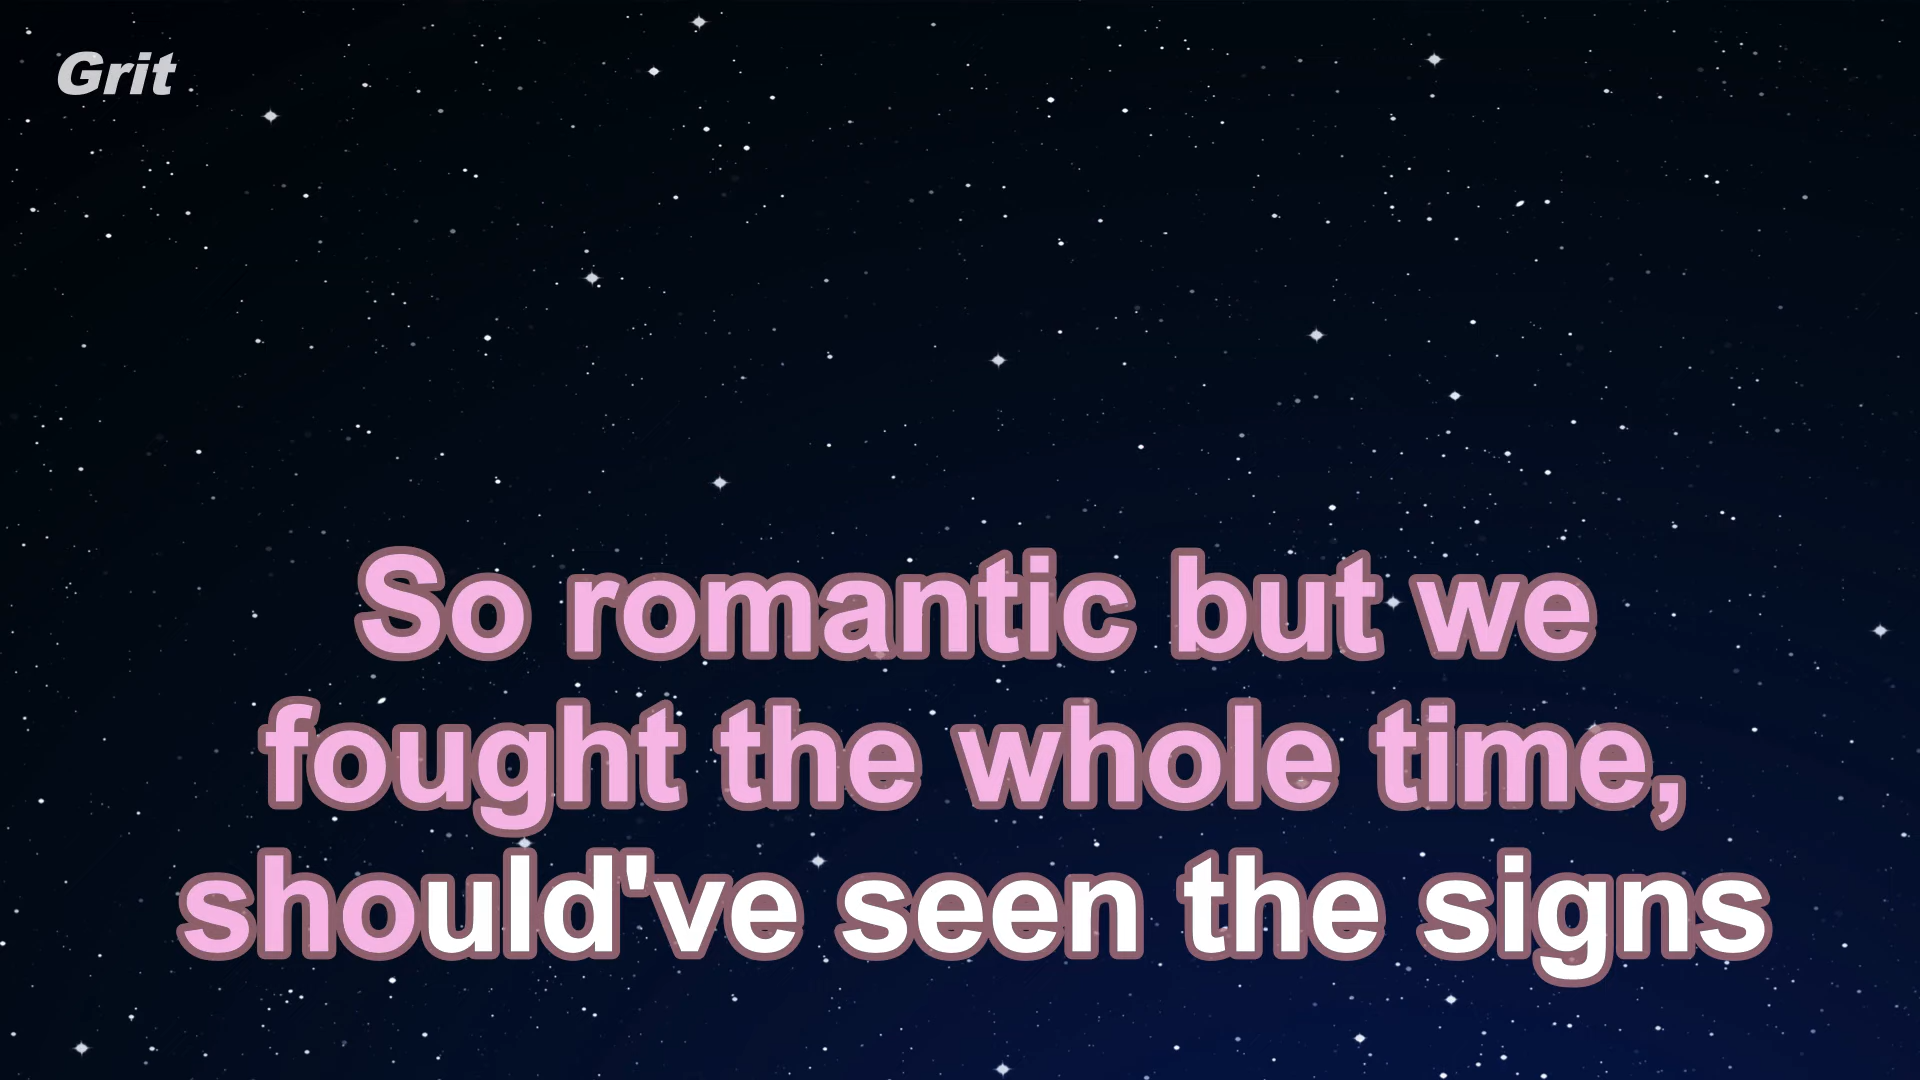 Grit
So romantic but we
fought the whole time,
should've seen the signs